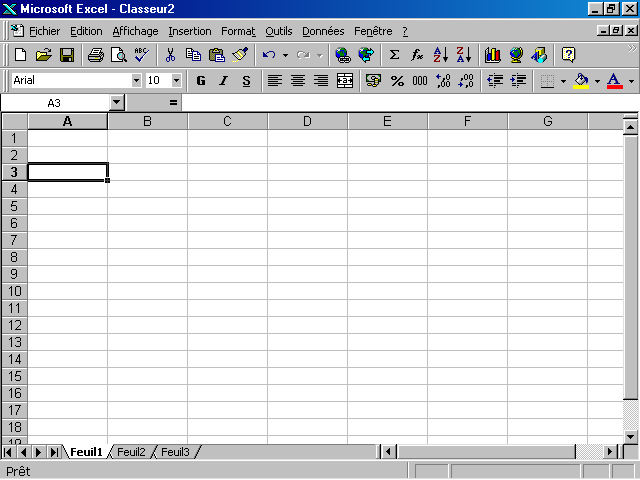 Microsoft Excel - Classeur2
Fichier Edition Affichage Insertion Format Outils Données Fenêtre ?
Arial 10 G I S % 000
A3 =
A B C D E F G
1
2
3
4
5
6
7
8
9
10
11
12
13
14
15
16
17
18
19
Feuil1 Feuil2 Feuil3
Prêt